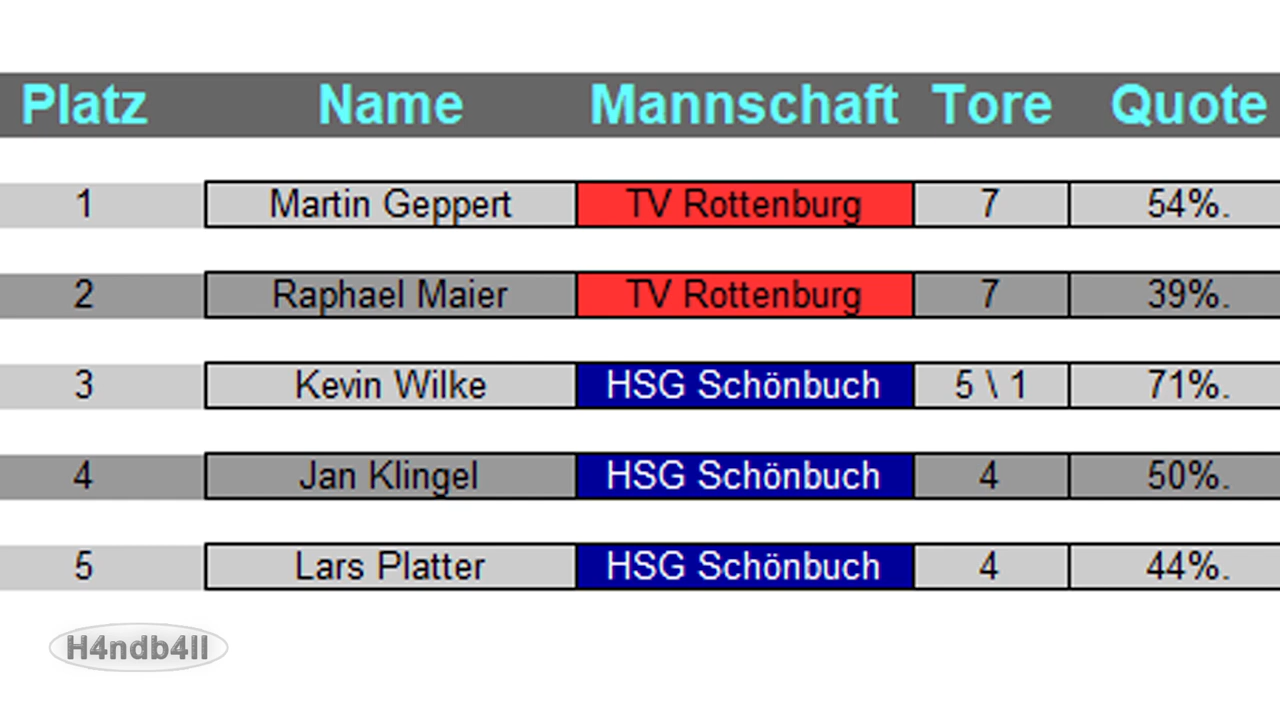 Platz Name Mannschaft Tore Quote
1 Martin Geppert TV Rottenburg 7 54%.
2 Raphael Maier TV Rottenburg 7 39%.
3 Kevin Wilke HSG Schönbuch 5 \ 1 71%.
4 Jan Klingel HSG Schönbuch 4 50%.
5 Lars Platter HSG Schönbuch 4 44%.
H4ndb4ll